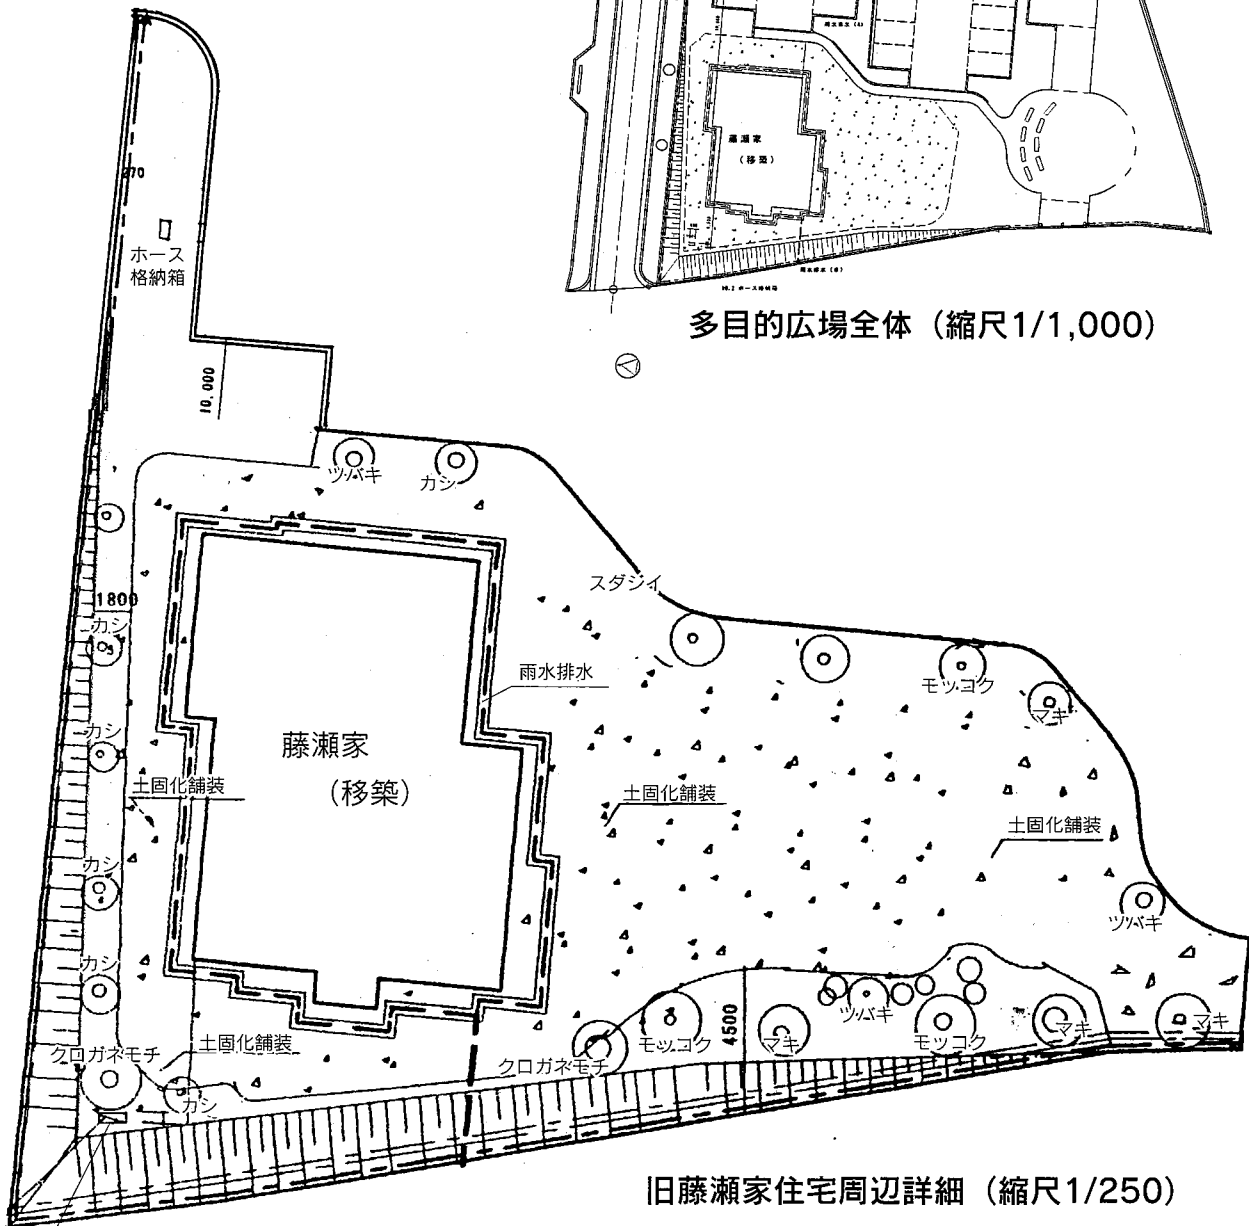 藤瀬家
(移築)
多目的広場全体（縮尺1/1,000）
270
ホース
格納箱
10,000
ツバキ
カシ
スダジイ
1800
カシ
雨水排水
モッコク
マキ
カシ
藤瀬家
（移築）
土固化舗装
土固化舗装
土固化舗装
カシ
ツバキ
カシ
4500
ツバキ
土固化舗装
クロガネモチ
モッコク
マキ
モッコク
マキ
マキ
クロガネモチ
カシ
旧藤瀬家住宅周辺詳細（縮尺1/250）